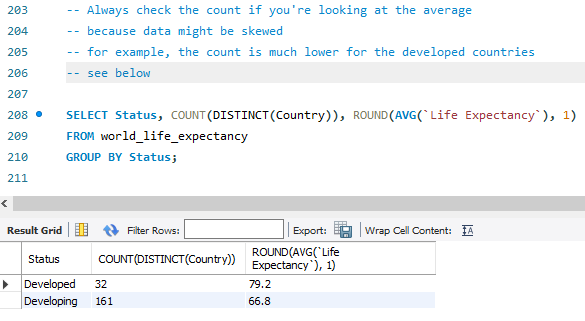 203 -- Always check the count if you're looking at the average
204 -- because data might be skewed
205 -- for example, the count is much lower for the developed countries
206 -- see below
207
208 SELECT Status, COUNT(DISTINCT(Country)), ROUND(AVG(`Life Expectancy`), 1)
209 FROM world_life_expectancy
210 GROUP BY Status;
211
Result Grid Filter Rows: Export: Wrap Cell Content: IA
Status COUNT(DISTINCT(Country)) ROUND(AVG(`Life
Expectancy`), 1)
Developed 32 79.2
Developing 161 66.8